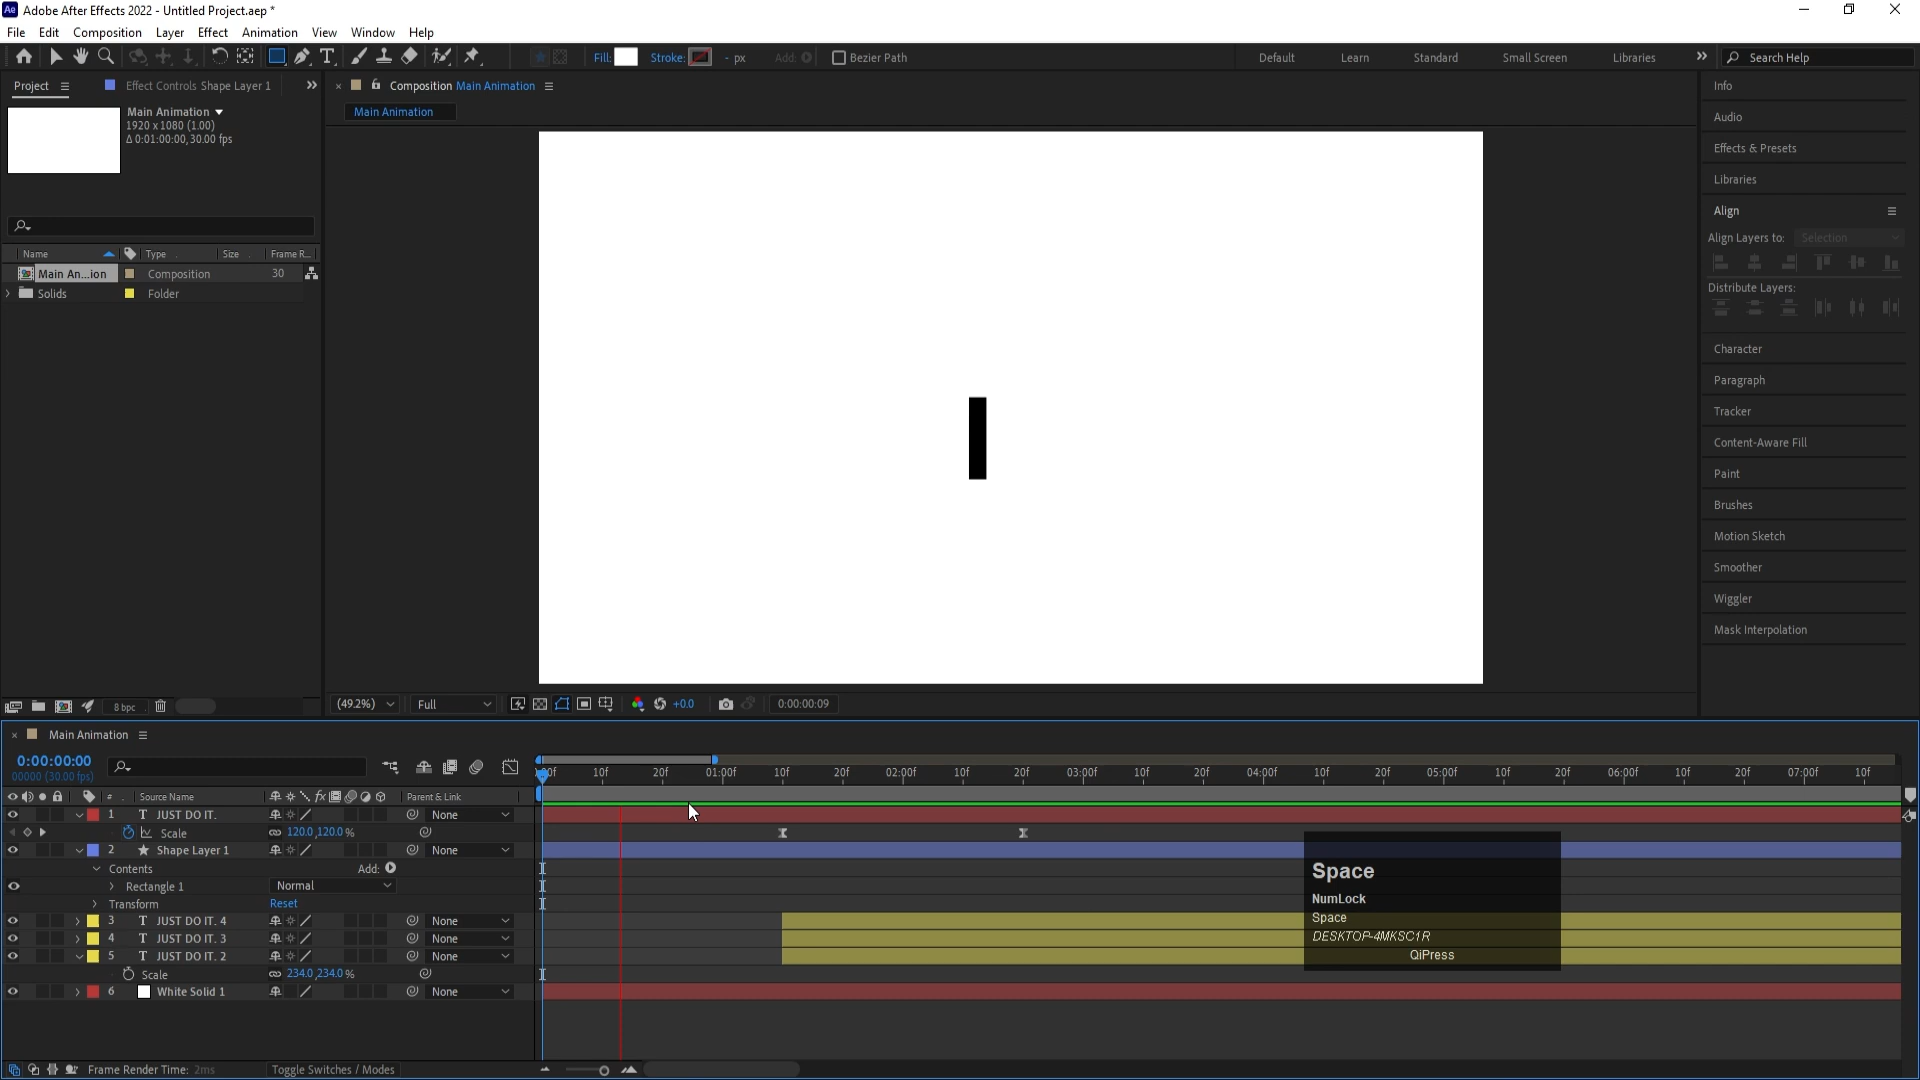 Ae Adobe After Effects 2022 - Untitled Project.aep *
File Edit Composition Layer Effect Animation View Window Help
Fill: Stroke: - px Add: Bezier Path Default Learn Standard Small Screen Libraries Search Help
Project Effect Controls Shape Layer 1
Composition Main Animation
Info
Main Animation
1920 x 1080 (1.00)
Δ 0:01:00:00, 30.00 fps
Main Animation
Audio
Effects & Presets
Libraries
Align
Align Layers to: Selection
Distribute Layers:
Character
Paragraph
Tracker
Content-Aware Fill
Paint
Brushes
Motion Sketch
Smoother
Wiggler
Mask Interpolation
Name Type Size Frame R...
Main An...ion Composition 30
Solids Folder
8 bpc
(49.2%) Full +0.0 0:00:00:09
Main Animation
0:00:00:00
00000 (30.00 fps)
10f 20f 01:00f 10f 20f 02:00f 10f 20f 03:00f 10f 20f 04:00f 10f 20f 05:00f 10f 20f 06:00f 10f 20f 07:00f 10f
# Source Name fx Parent & Link
1 T JUST DO IT. None
Scale 120.0,120.0 %
2 Shape Layer 1 None
Contents Add:
Rectangle 1 Normal
Transform Reset
3 T JUST DO IT. 4 None
4 T JUST DO IT. 3 None
5 T JUST DO IT. 2 None
Scale 234.0,234.0 %
6 White Solid 1 None
Space
NumLock
Space
DESKTOP-4MKSC1R
QiPress
Frame Render Time: 2ms Toggle Switches / Modes